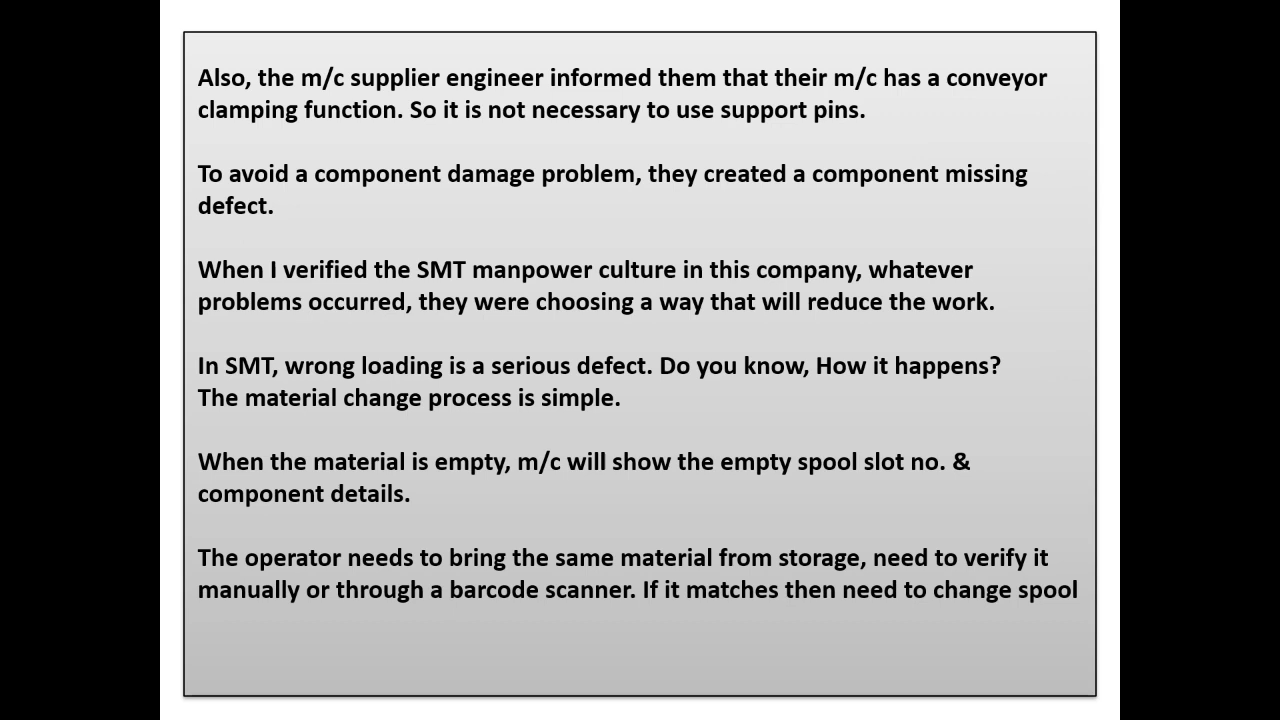 Also, the m/c supplier engineer informed them that their m/c has a conveyor
clamping function. So it is not necessary to use support pins.
To avoid a component damage problem, they created a component missing
defect.
When I verified the SMT manpower culture in this company, whatever
problems occurred, they were choosing a way that will reduce the work.
In SMT, wrong loading is a serious defect. Do you know, How it happens?
The material change process is simple.
When the material is empty, m/c will show the empty spool slot no. &
component details.
The operator needs to bring the same material from storage, need to verify it
manually or through a barcode scanner. If it matches then need to change spool